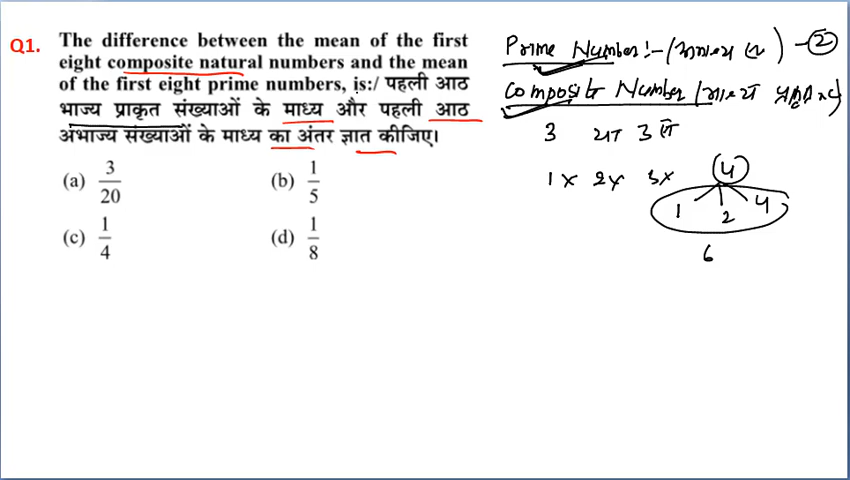 Q1. The difference between the mean of the first
eight composite natural numbers and the mean
of the first eight prime numbers, is:/ पहली आठ
भाज्य प्राकृत संख्याओं के माध्य और पहली आठ
अभाज्य संख्याओं के माध्य का अंतर ज्ञात कीजिए।
(a) 3/20 (b) 1/5
(c) 1/4 (d) 1/8
Prime Number:- ( ) - 2
Composite Number (
3 या 3 से
1x 2x 3x 4
1 2 4
6